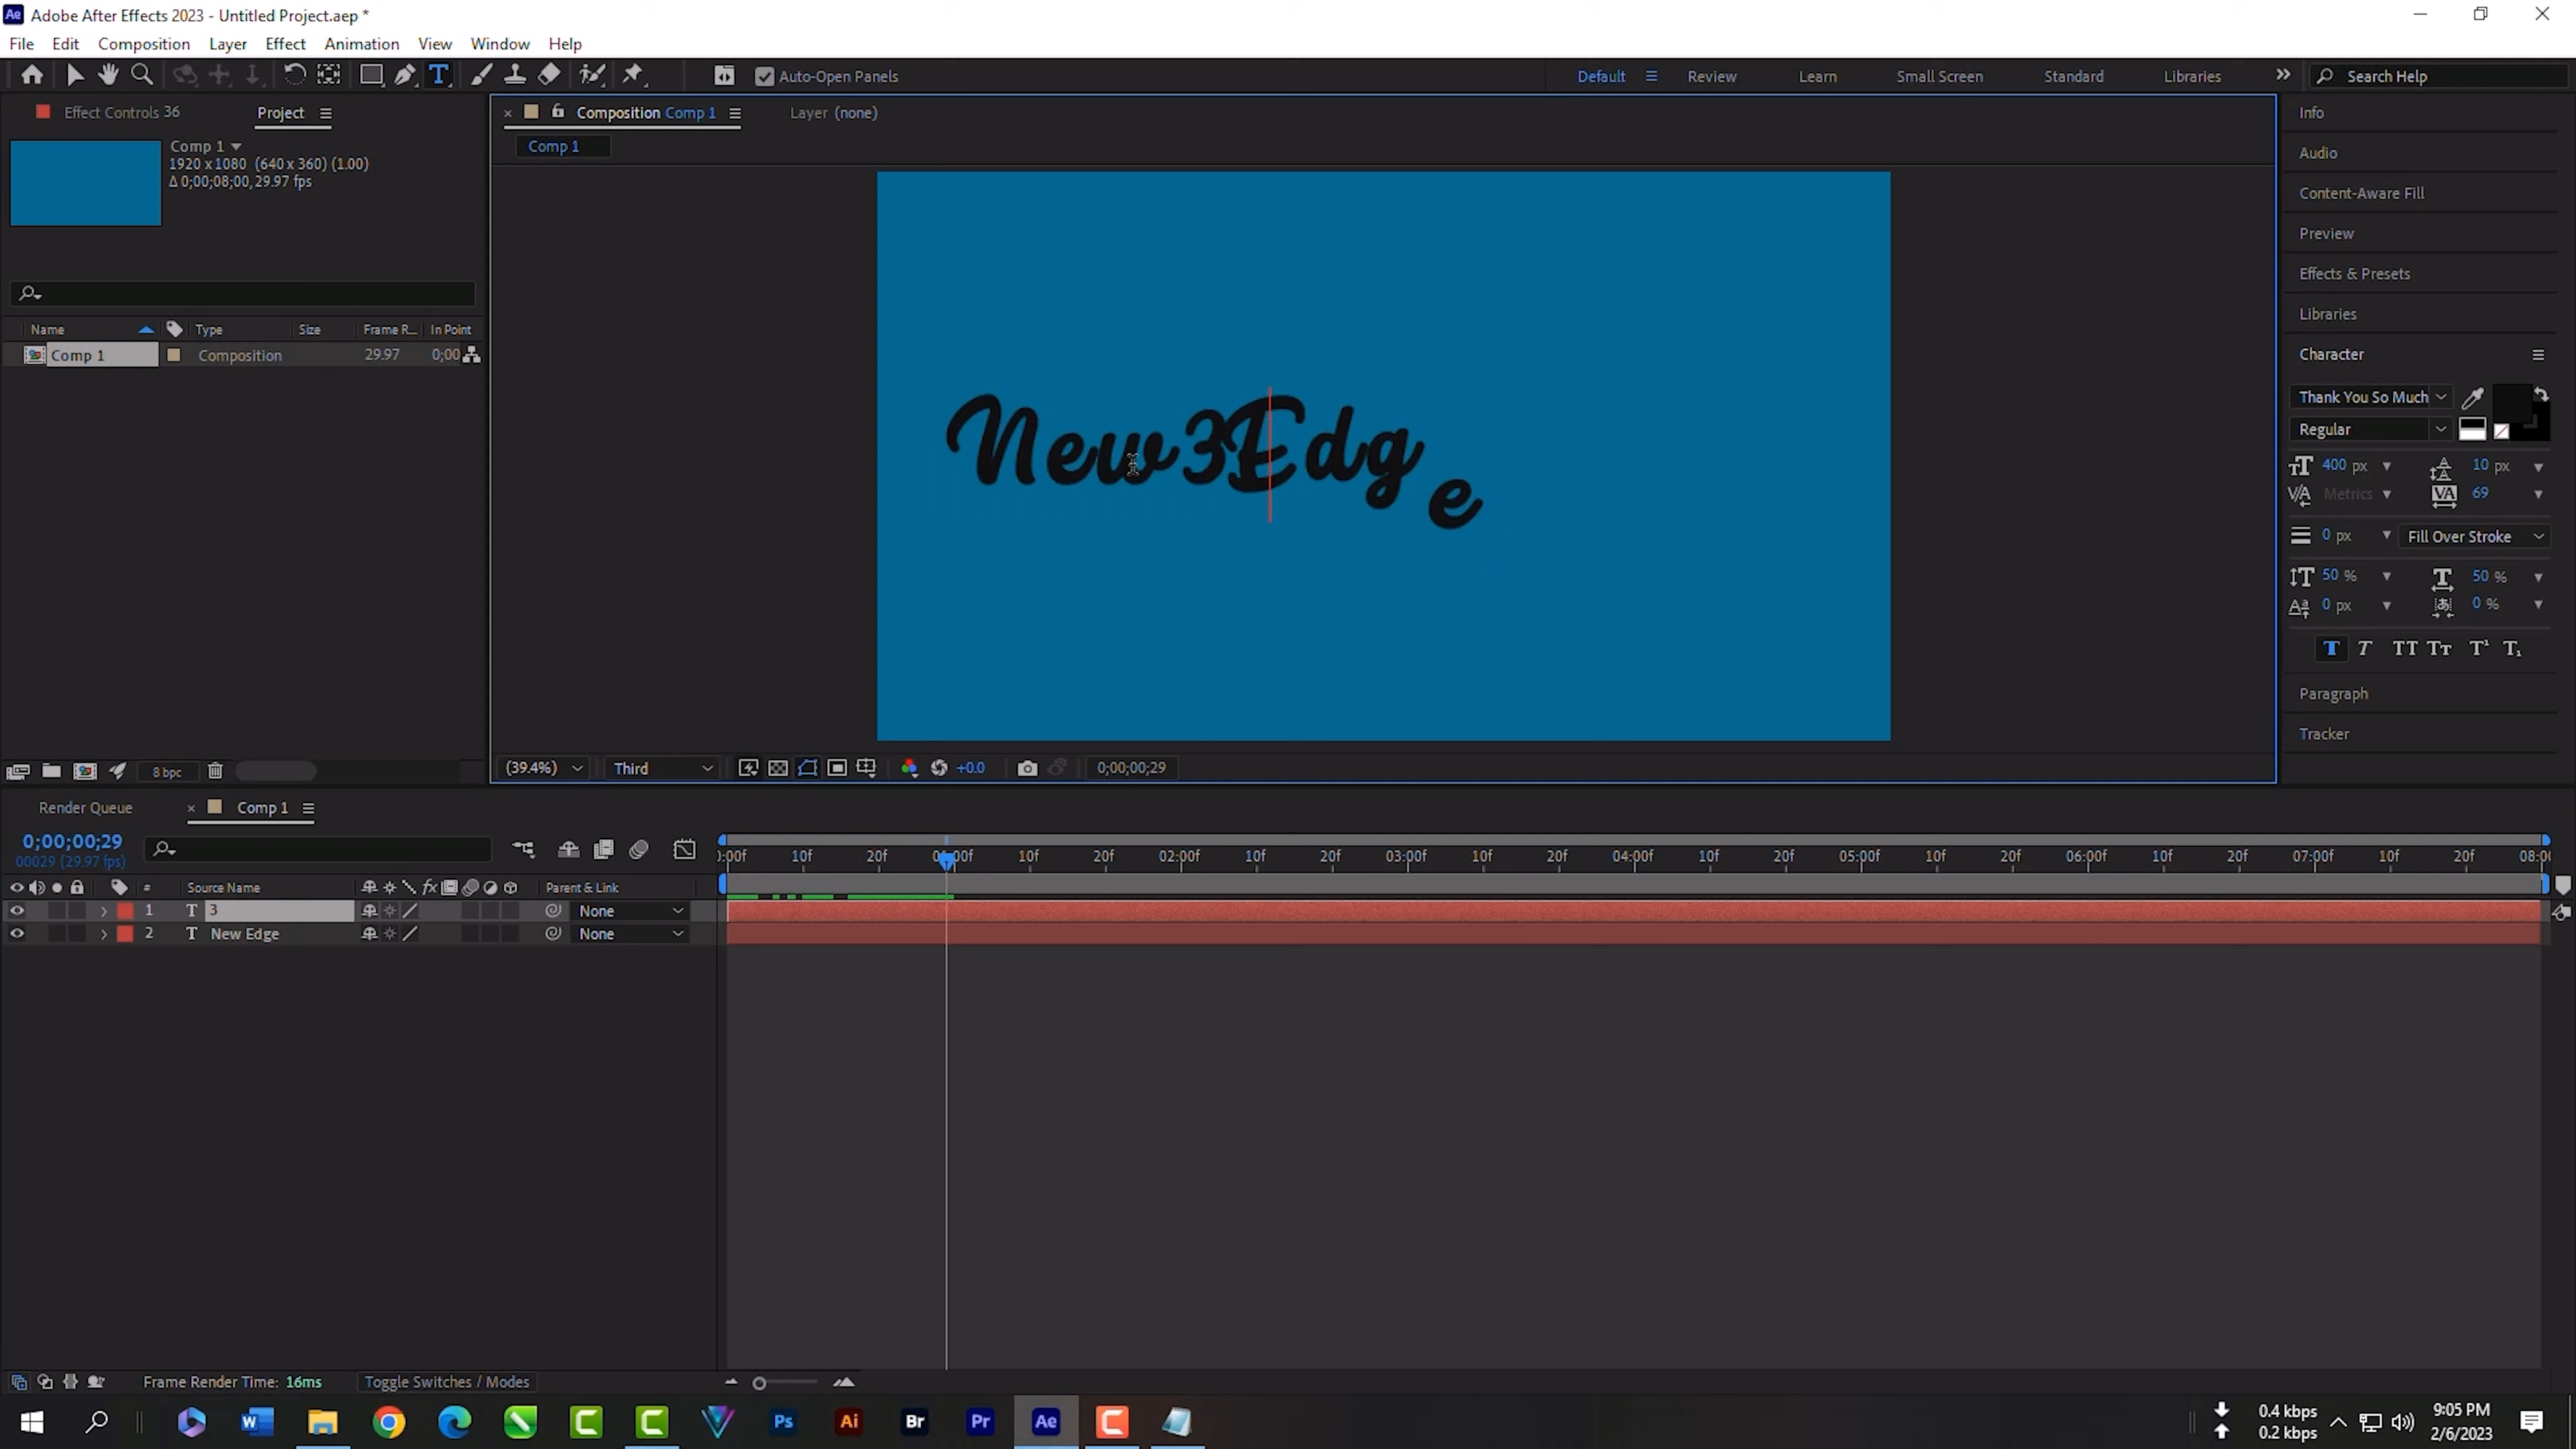 Ae Adobe After Effects 2023 - Untitled Project.aep *
File Edit Composition Layer Effect Animation View Window Help
T Auto-Open Panels Default Review Learn Small Screen Standard Libraries Search Help
Effect Controls 36 Project
Comp 1
1920 x 1080 (640 x 360) (1.00)
Δ 0;00;08;00, 29.97 fps
Name Type Size Frame R... In Point
Comp 1 Composition 29.97 0;00
8 bpc
Composition Comp 1 Layer (none)
Comp 1
New3Edge
(39.4%) Third +0.0 0;00;00;29
Info
Audio
Content-Aware Fill
Preview
Effects & Presets
Libraries
Character
Thank You So Much
Regular
400 px 10 px
Metrics 69
0 px Fill Over Stroke
50 % 50 %
0 px 0 %
T T TT Tт T¹ T₁
Paragraph
Tracker
Render Queue Comp 1
0;00;00;29
00029 (29.97 fps)
):00f 10f 20f 01:00f 10f 20f 02:00f 10f 20f 03:00f 10f 20f 04:00f 10f 20f 05:00f 10f 20f 06:00f 10f 20f 07:00f 10f 20f 08:00
# Source Name fx Parent & Link
1 T 3 None
2 T New Edge None
Frame Render Time: 16ms Toggle Switches / Modes
W Ps Ai Br Pr Ae
0.4 kbps
0.2 kbps
9:05 PM
2/6/2023